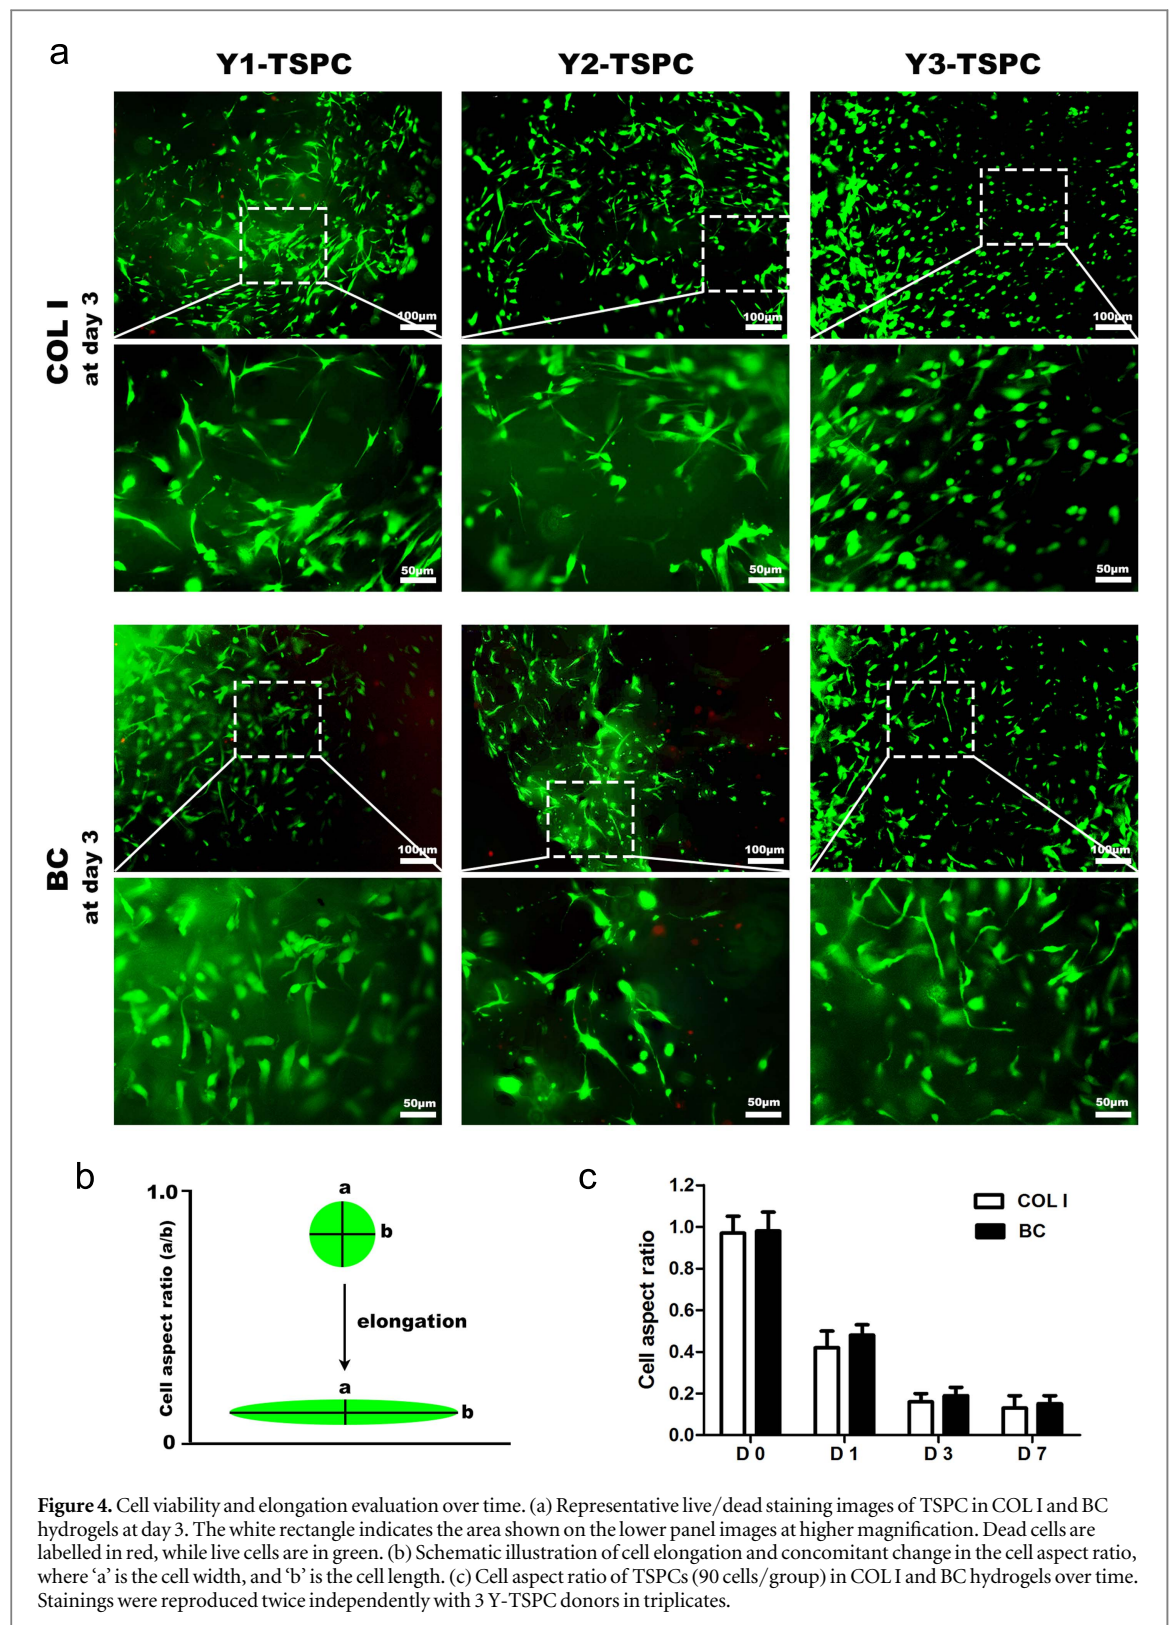 a
Y1-TSPC
Y2-TSPC
Y3-TSPC
COL I
at day 3
100µm
100µm
100µm
50µm
50µm
50µm
BC
at day 3
100µm
100µm
100µm
50µm
50µm
50µm
b
Cell aspect ratio (a/b)
1.0
0
a
b
elongation
a
b
c
Cell aspect ratio
1.2
1.0
0.8
0.6
0.4
0.2
0.0
COL I
BC
D 0
D 1
D 3
D 7
Figure 4. Cell viability and elongation evaluation over time. (a) Representative live/dead staining images of TSPC in COL I and BC
hydrogels at day 3. The white rectangle indicates the area shown on the lower panel images at higher magnification. Dead cells are
labelled in red, while live cells are in green. (b) Schematic illustration of cell elongation and concomitant change in the cell aspect ratio,
where ‘a’ is the cell width, and ‘b’ is the cell length. (c) Cell aspect ratio of TSPCs (90 cells/group) in COL I and BC hydrogels over time.
Stainings were reproduced twice independently with 3 Y-TSPC donors in triplicates.